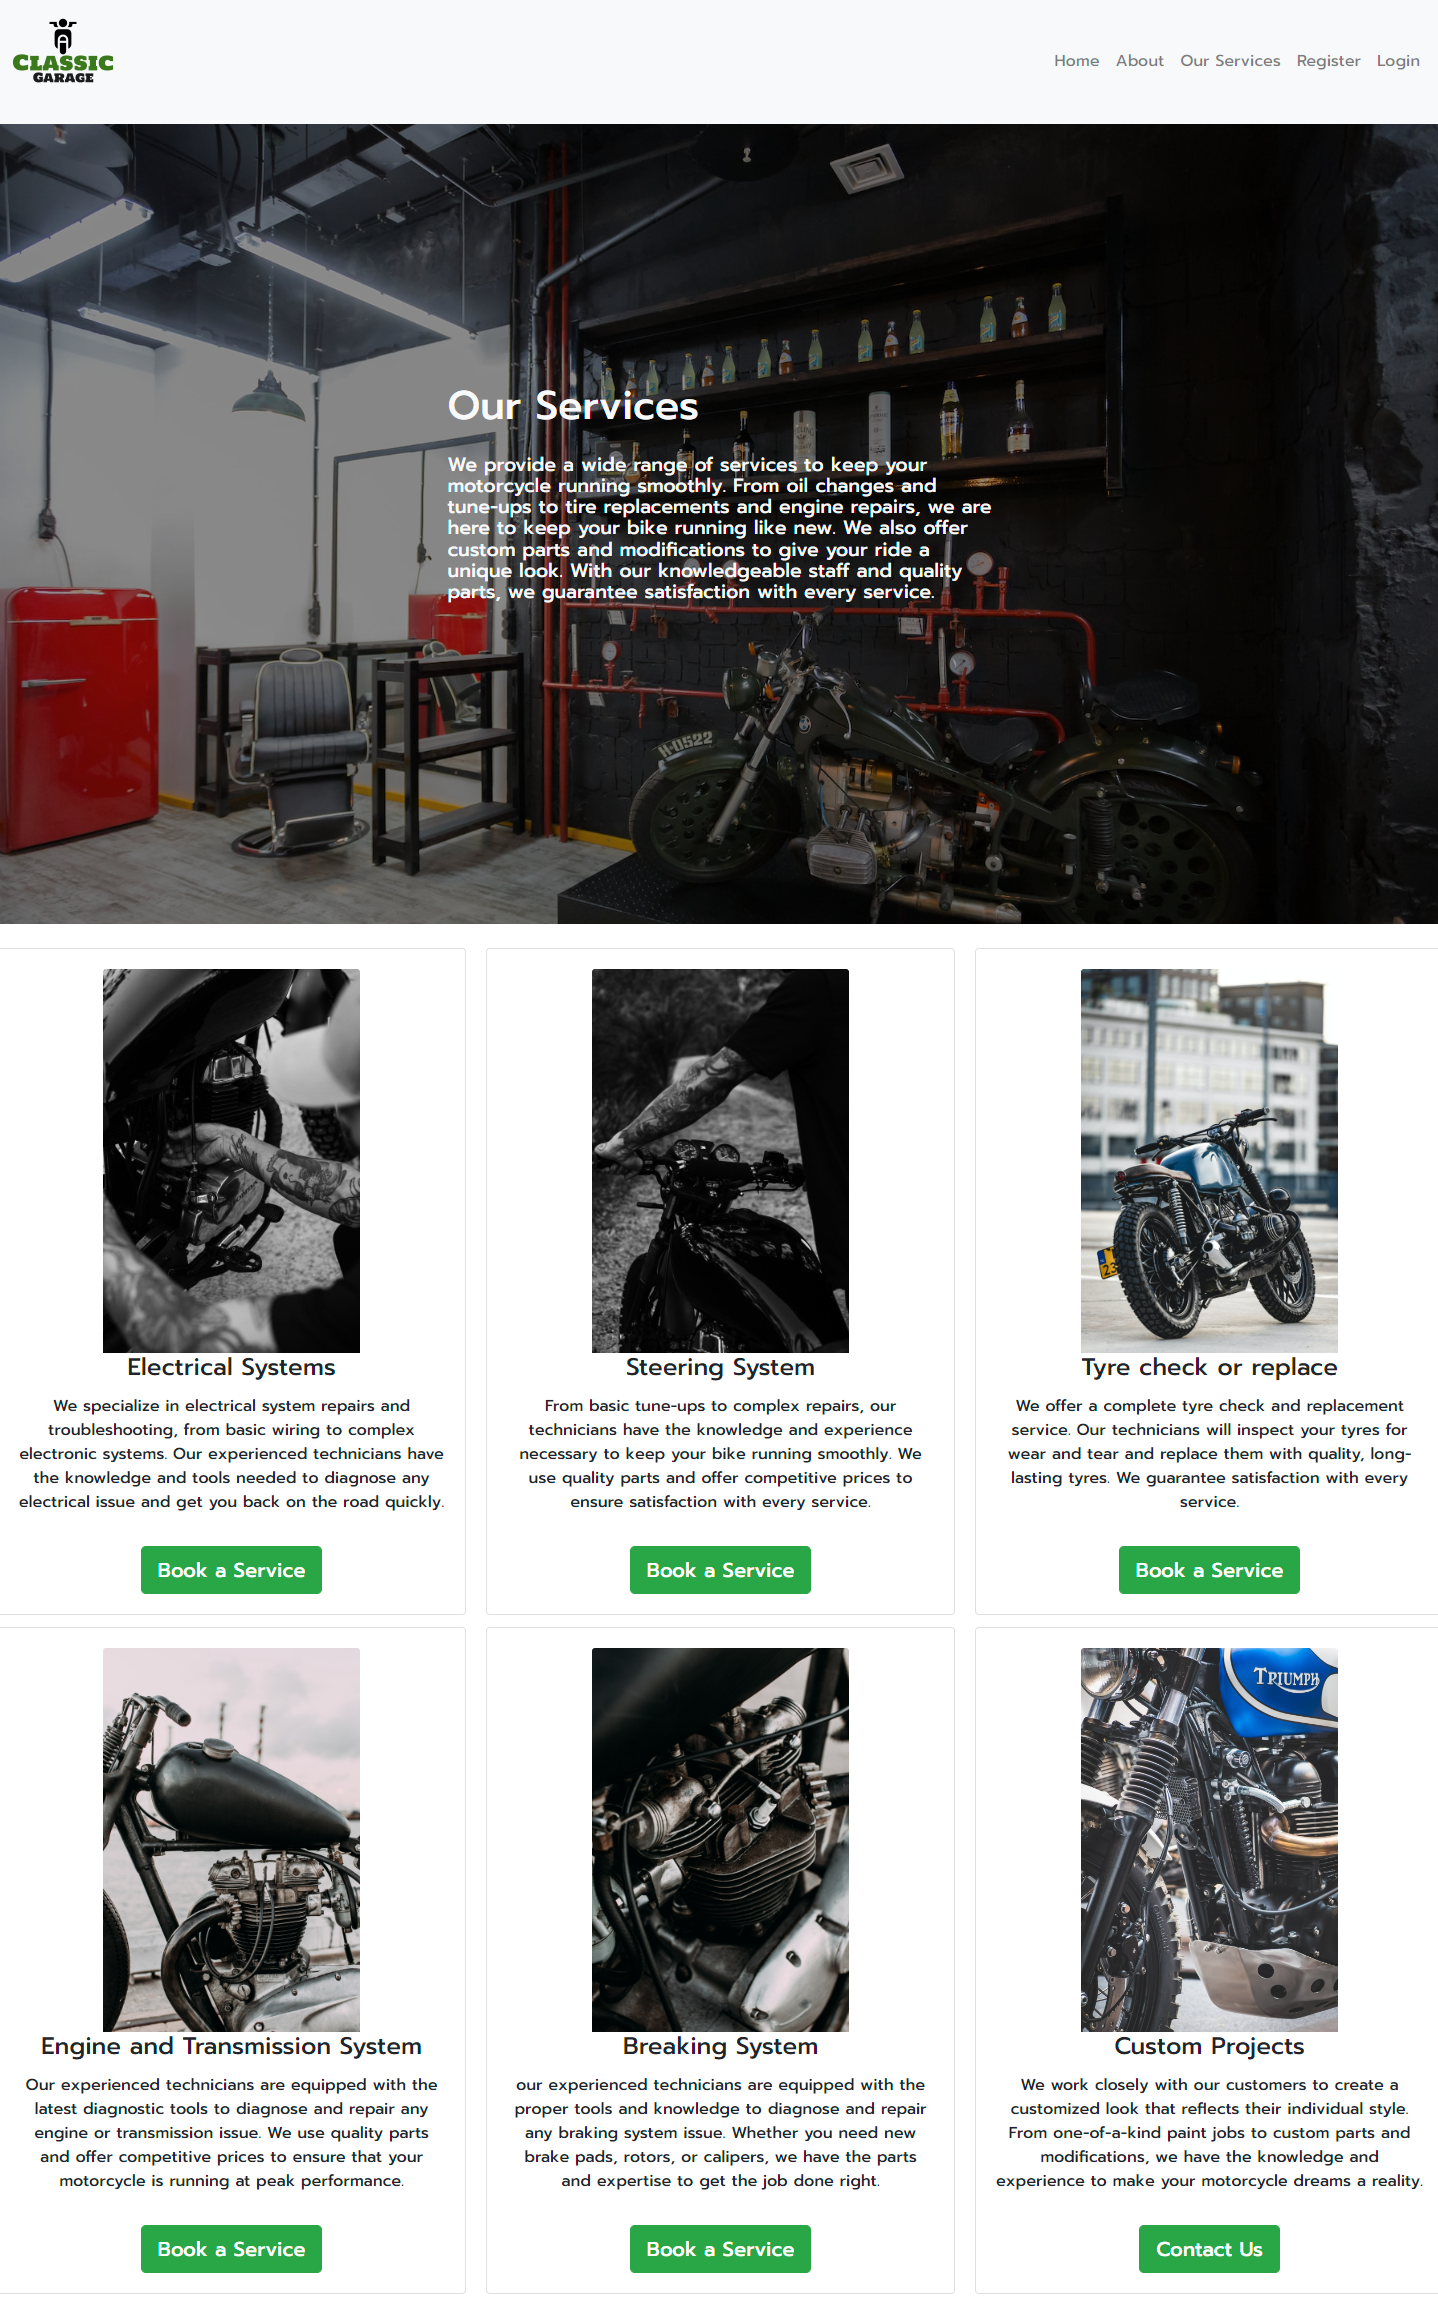 CLASSIC
GARAGE
Home About Our Services Register Login
Our Services
We provide a wide range of services to keep your
motorcycle running smoothly. From oil changes and
tune-ups to tire replacements and engine repairs, we are
here to keep your bike running like new. We also offer
custom parts and modifications to give your ride a
unique look. With our knowledgeable staff and quality
parts, we guarantee satisfaction with every service.
H-0522
23
Electrical Systems
We specialize in electrical system repairs and
troubleshooting, from basic wiring to complex
electronic systems. Our experienced technicians have
the knowledge and tools needed to diagnose any
electrical issue and get you back on the road quickly.
Book a Service
Steering System
From basic tune-ups to complex repairs, our
technicians have the knowledge and experience
necessary to keep your bike running smoothly. We
use quality parts and offer competitive prices to
ensure satisfaction with every service.
Book a Service
Tyre check or replace
We offer a complete tyre check and replacement
service. Our technicians will inspect your tyres for
wear and tear and replace them with quality, long-
lasting tyres. We guarantee satisfaction with every
service.
Book a Service
TRIUMPH
Engine and Transmission System
Our experienced technicians are equipped with the
latest diagnostic tools to diagnose and repair any
engine or transmission issue. We use quality parts
and offer competitive prices to ensure that your
motorcycle is running at peak performance.
Book a Service
Breaking System
our experienced technicians are equipped with the
proper tools and knowledge to diagnose and repair
any braking system issue. Whether you need new
brake pads, rotors, or calipers, we have the parts
and expertise to get the job done right.
Book a Service
Custom Projects
We work closely with our customers to create a
customized look that reflects their individual style.
From one-of-a-kind paint jobs to custom parts and
modifications, we have the knowledge and
experience to make your motorcycle dreams a reality.
Contact Us